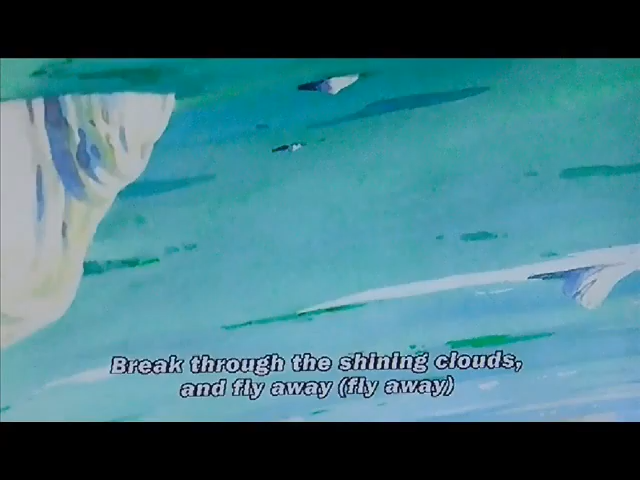 Break through the shining clouds,
and fly away (fly away)